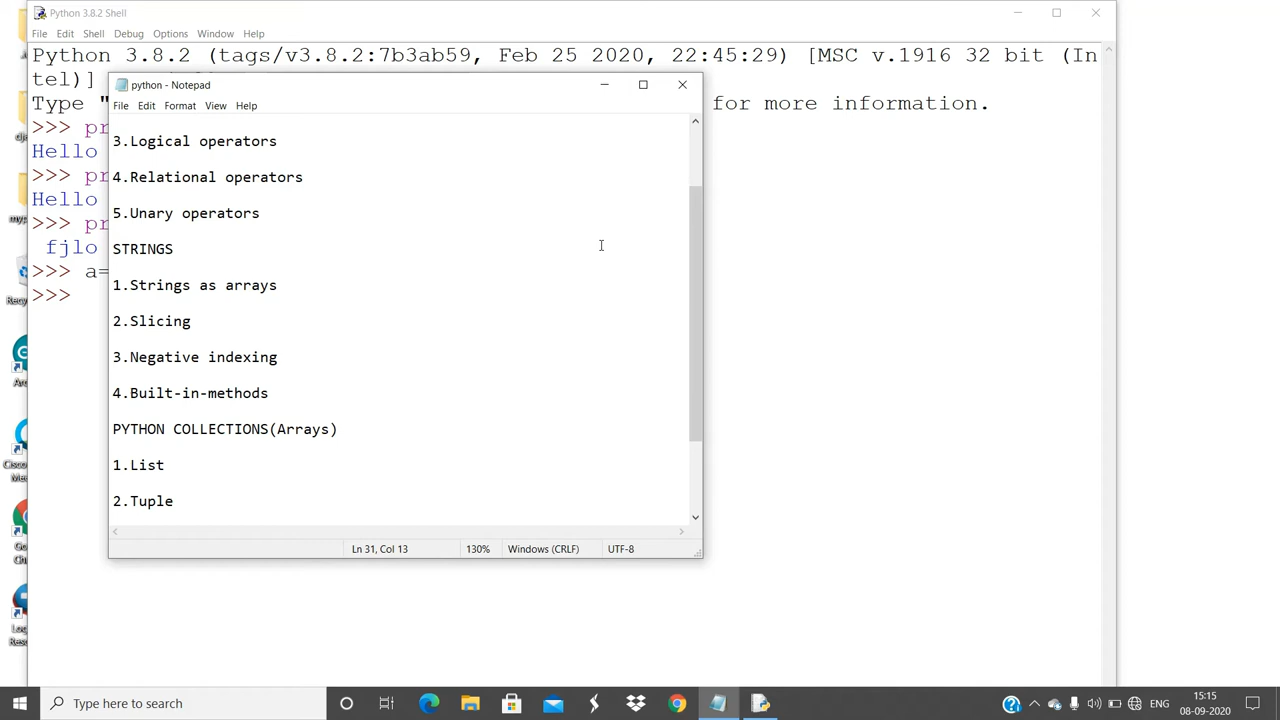 Python 3.8.2 Shell
File Edit Shell Debug Options Window Help
Python 3.8.2 (tags/v3.8.2:7b3ab59, Feb 25 2020, 22:45:29) [MSC v.1916 32 bit (In
tel)]
Type " for more information.
>>> pr
Hello
>>> pr
Hello
>>> pr
fjlo
>>> a=
>>>
python - Notepad
File Edit Format View Help
3.Logical operators
4.Relational operators
5.Unary operators
STRINGS
1.Strings as arrays
2.Slicing
3.Negative indexing
4.Built-in-methods
PYTHON COLLECTIONS(Arrays)
1.List
2.Tuple
Ln 31, Col 13 130% Windows (CRLF) UTF-8
Type here to search
ENG
15:15
08-09-2020